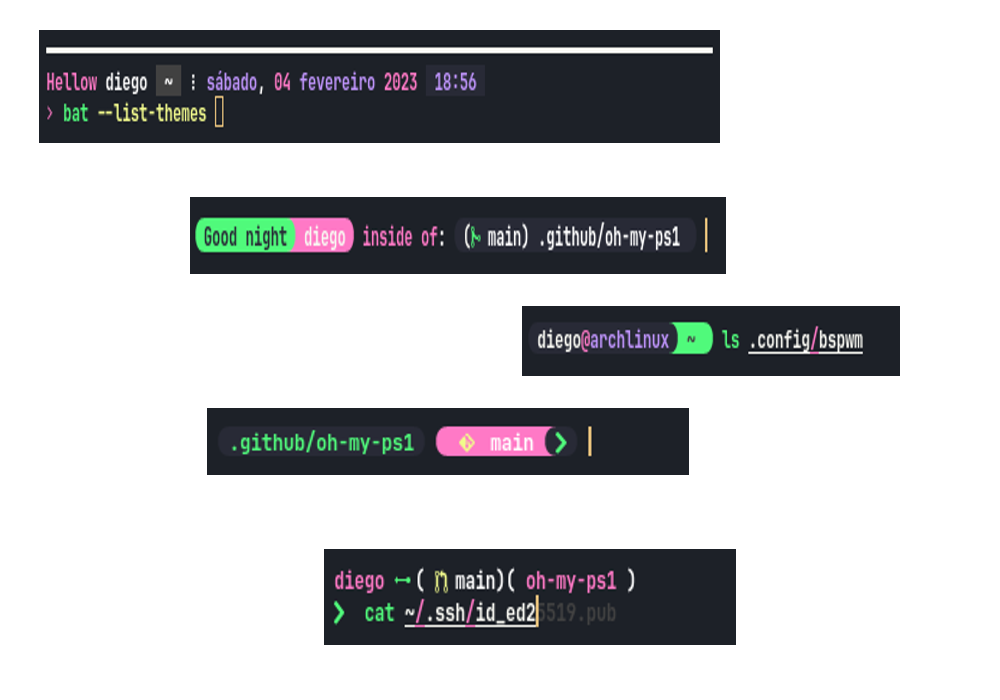 Hellow diego ~ ⁝ sábado, 04 fevereiro 2023 18:56
› bat --list-themes
Good night diego inside of: ( main) .github/oh-my-ps1
diego@archlinux ~ ls .config/bspwm
.github/oh-my-ps1 main ❯
diego ↔ ( main)( oh-my-ps1 )
❯ cat ~/.ssh/id_ed25519.pub